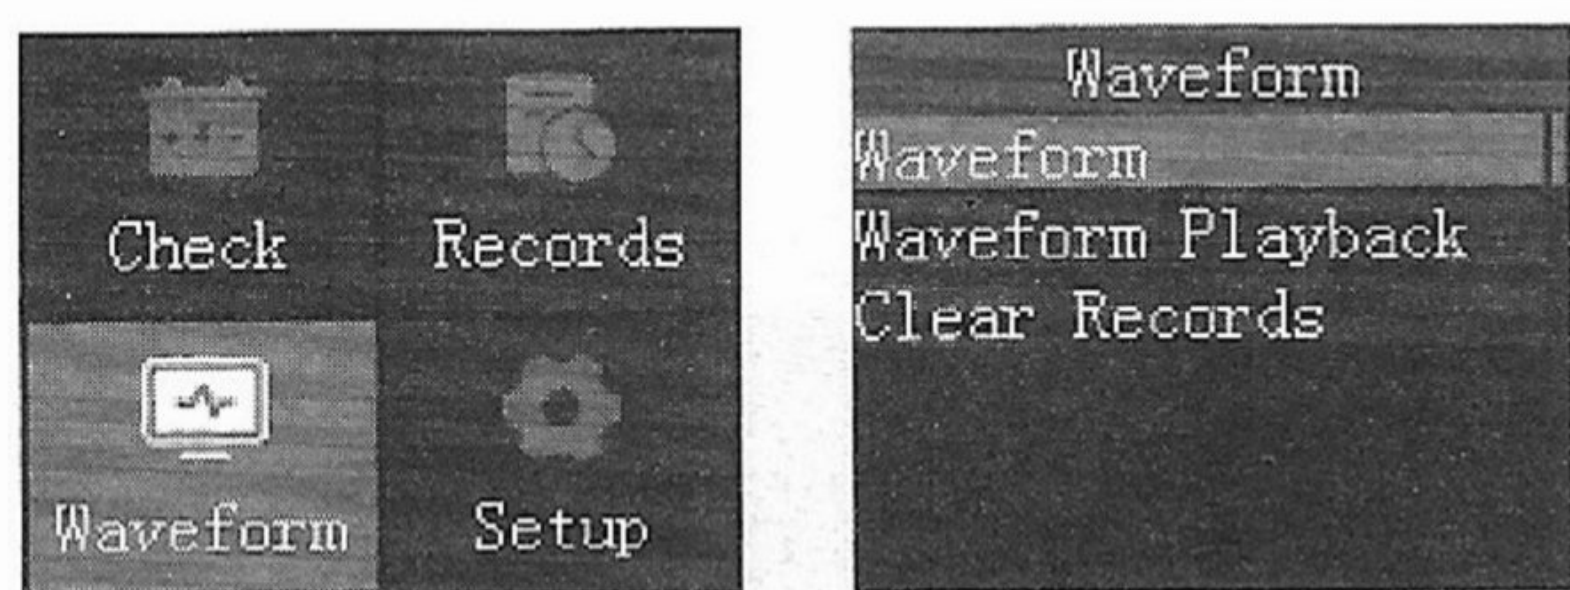 Check Records
Waveform Setup
Waveform
Waveform
Waveform Playback
Clear Records